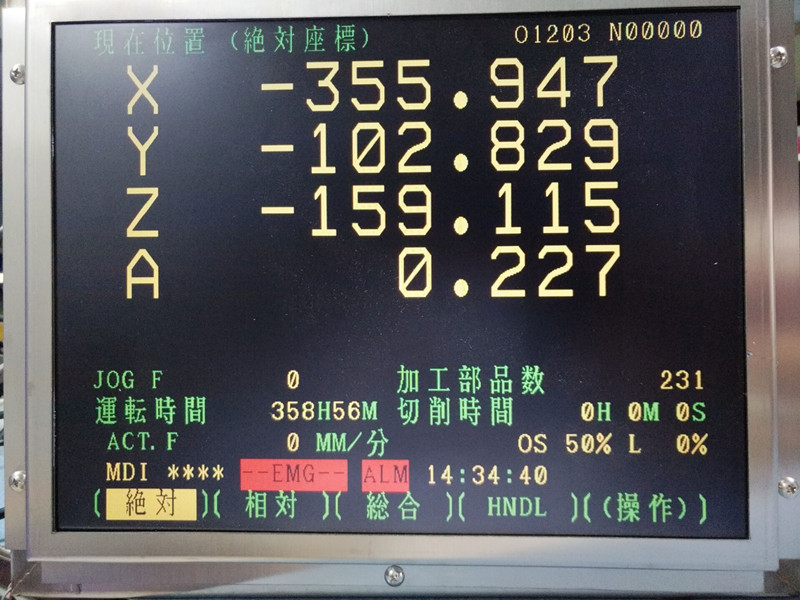 現在位置（絶対座標） O1203 N00000
X -355.947
Y -102.829
Z -159.115
A 0.227
JOG F 0 加工部品数 231
運転時間 358H56M 切削時間 0H 0M 0S
ACT.F 0 MM/分 OS 50% L 0%
MDI **** --EMG-- ALM 14:34:40
[ 絶対 ][ 相対 ][ 総合 ][ HNDL ][ (操作) ]